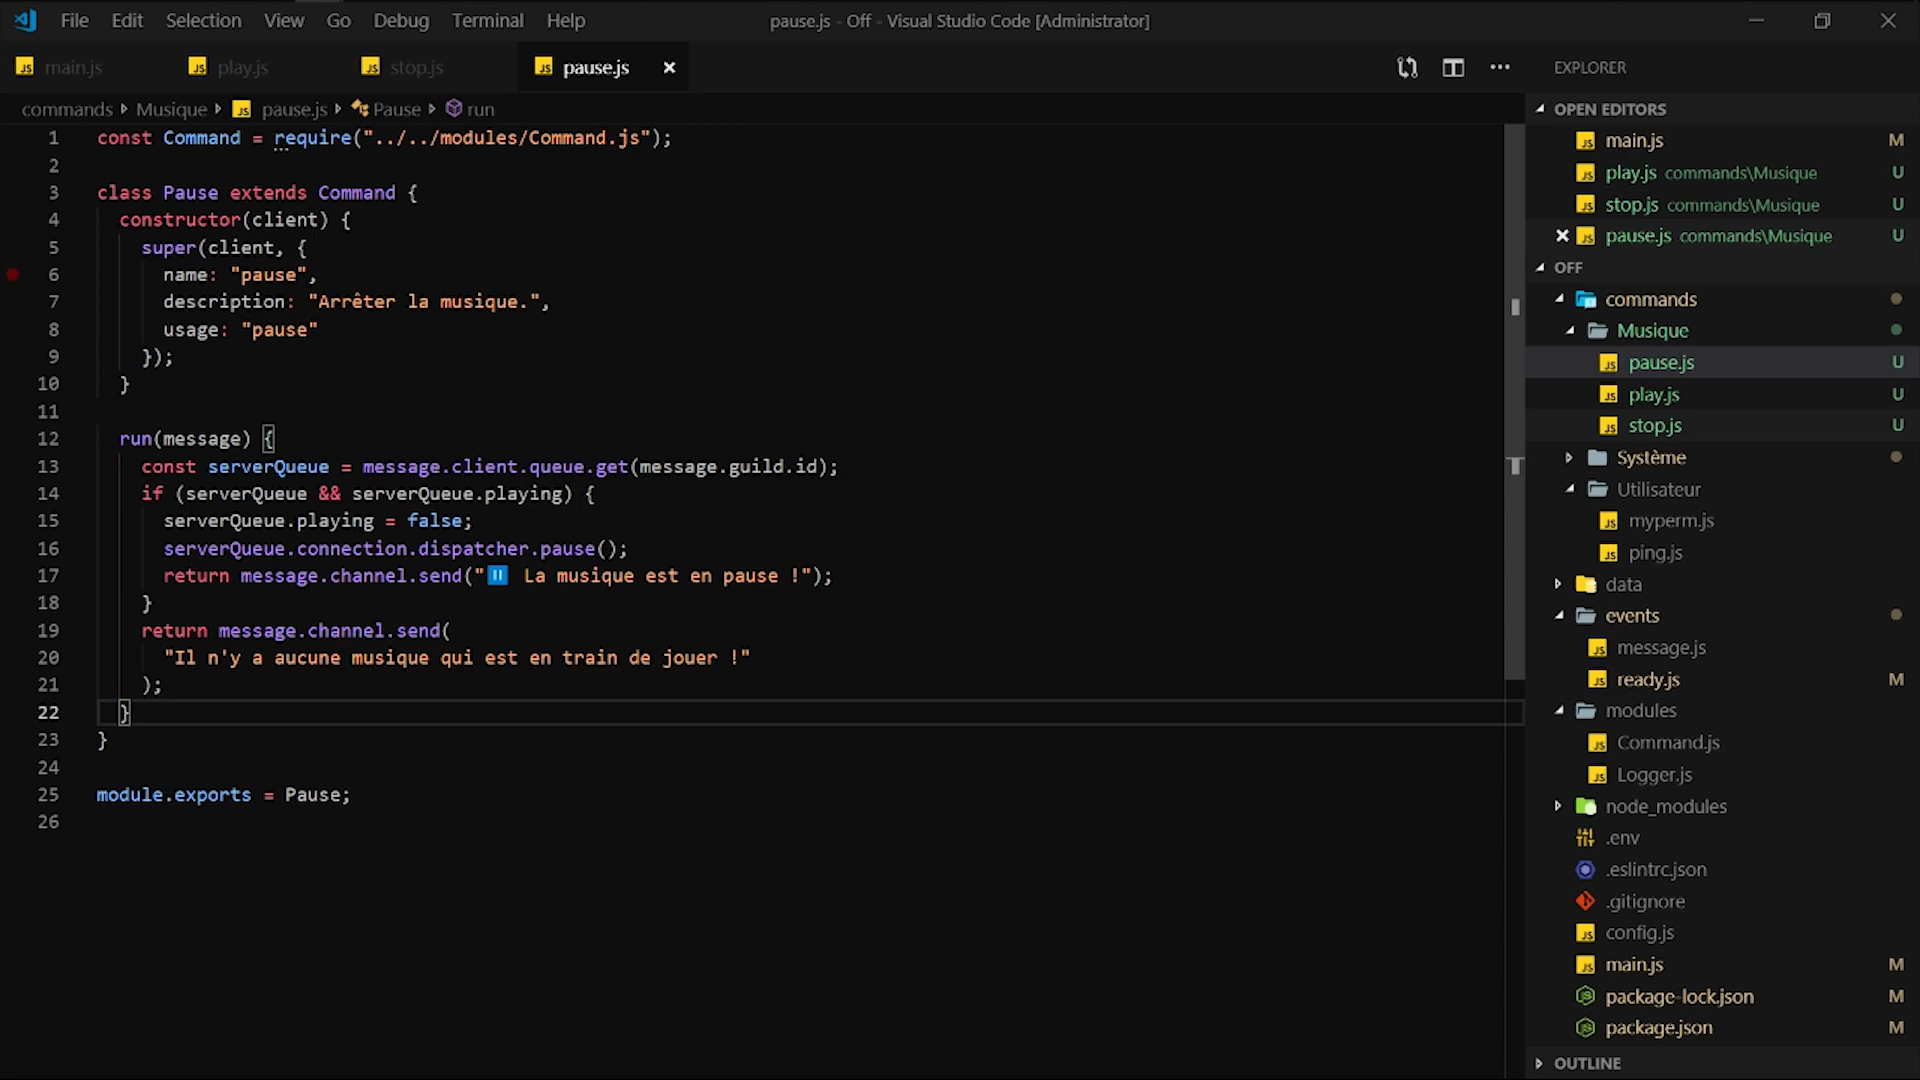 File Edit Selection View Go Debug Terminal Help
pause.js - Off - Visual Studio Code [Administrator]
main.js
play.js
stop.js
pause.js
commands Musique pause.js Pause run
1 const Command = require("../../modules/Command.js");
2
3 class Pause extends Command {
4 constructor(client) {
5 super(client, {
6 name: "pause",
7 description: "Arrêter la musique.",
8 usage: "pause"
9 });
10 }
11
12 run(message) {
13 const serverQueue = message.client.queue.get(message.guild.id);
14 if (serverQueue && serverQueue.playing) {
15 serverQueue.playing = false;
16 serverQueue.connection.dispatcher.pause();
17 return message.channel.send("⏸ La musique est en pause !");
18 }
19 return message.channel.send(
20 "Il n'y a aucune musique qui est en train de jouer !"
21 );
22 }
23 }
24
25 module.exports = Pause;
26
EXPLORER
OPEN EDITORS
main.js M
play.js commands\Musique U
stop.js commands\Musique U
pause.js commands\Musique U
OFF
commands
Musique
pause.js U
play.js U
stop.js U
Système
Utilisateur
myperm.js
ping.js
data
events
message.js
ready.js M
modules
Command.js
Logger.js
node_modules
.env
.eslintrc.json
.gitignore
config.js
main.js M
package-lock.json M
package.json M
OUTLINE